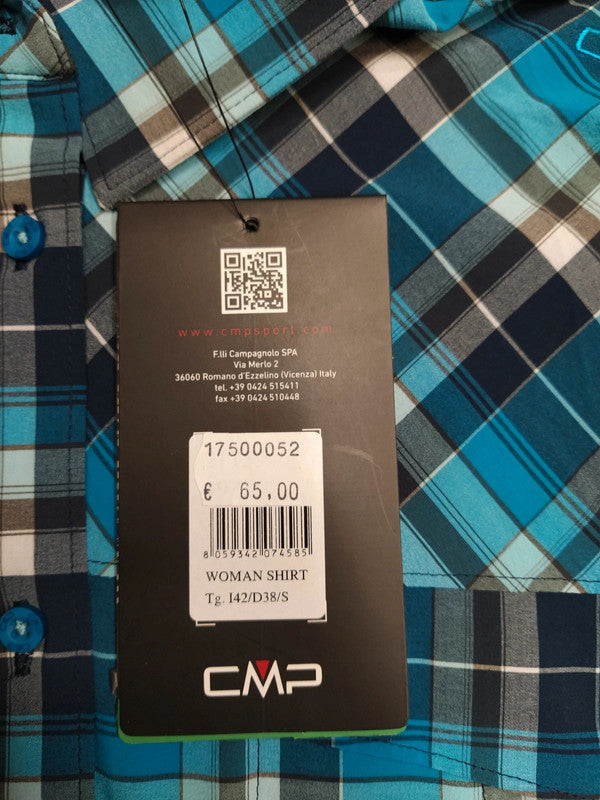 www.cmpsport.com
F.lli Campagnolo SPA
Via Merlo 2
36060 Romano d'Ezzelino (Vicenza) Italy
tel. +39 0424 515411
fax +39 0424 510448
17500052
€ 65,00
8 059342 074585
WOMAN SHIRT
Tg. I42/D38/S
CMP